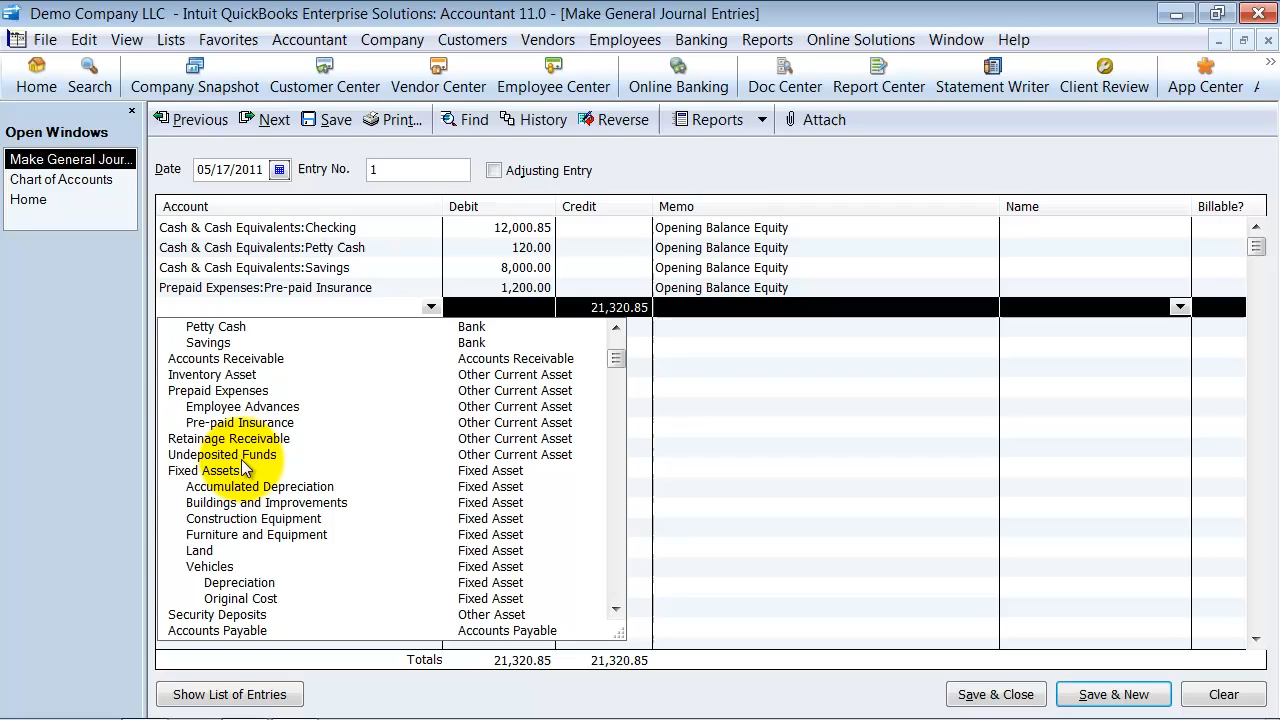 Demo Company LLC - Intuit QuickBooks Enterprise Solutions: Accountant 11.0 - [Make General Journal Entries]
File Edit View Lists Favorites Accountant Company Customers Vendors Employees Banking Reports Online Solutions Window Help
Home Search Company Snapshot Customer Center Vendor Center Employee Center Online Banking Doc Center Report Center Statement Writer Client Review App Center
Open Windows
Make General Jour...
Chart of Accounts
Home
Previous Next Save Print... Find History Reverse Reports Attach
Date 05/17/2011 Entry No. 1 Adjusting Entry
Account Debit Credit Memo Name Billable?
Cash & Cash Equivalents:Checking 12,000.85 Opening Balance Equity
Cash & Cash Equivalents:Petty Cash 120.00 Opening Balance Equity
Cash & Cash Equivalents:Savings 8,000.00 Opening Balance Equity
Prepaid Expenses:Pre-paid Insurance 1,200.00 Opening Balance Equity
21,320.85
Petty Cash Bank
Savings Bank
Accounts Receivable Accounts Receivable
Inventory Asset Other Current Asset
Prepaid Expenses Other Current Asset
Employee Advances Other Current Asset
Pre-paid Insurance Other Current Asset
Retainage Receivable Other Current Asset
Undeposited Funds Other Current Asset
Fixed Assets Fixed Asset
Accumulated Depreciation Fixed Asset
Buildings and Improvements Fixed Asset
Construction Equipment Fixed Asset
Furniture and Equipment Fixed Asset
Land Fixed Asset
Vehicles Fixed Asset
Depreciation Fixed Asset
Original Cost Fixed Asset
Security Deposits Other Asset
Accounts Payable Accounts Payable
Totals 21,320.85 21,320.85
Show List of Entries Save & Close Save & New Clear